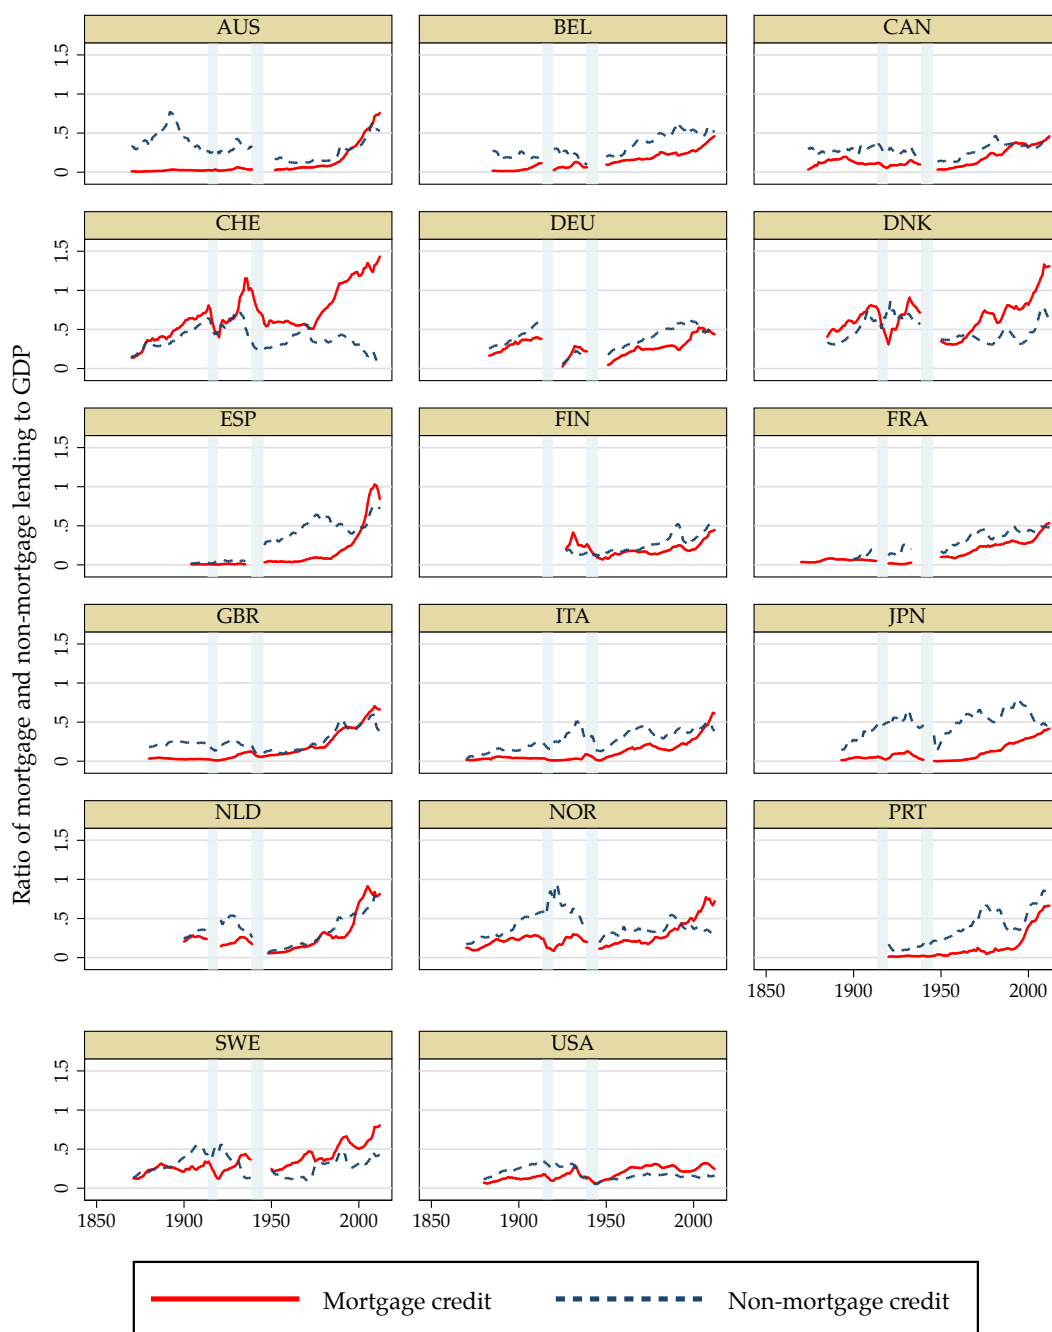 Ratio of mortgage and non-mortgage lending to GDP
AUS
BEL
CAN
0 .5 1 1.5
CHE
DEU
DNK
0 .5 1 1.5
ESP
FIN
FRA
0 .5 1 1.5
GBR
ITA
JPN
0 .5 1 1.5
NLD
NOR
PRT
0 .5 1 1.5
1850 1900 1950 2000
SWE
USA
0 .5 1 1.5
1850 1900 1950 2000
1850 1900 1950 2000
Mortgage credit
Non-mortgage credit